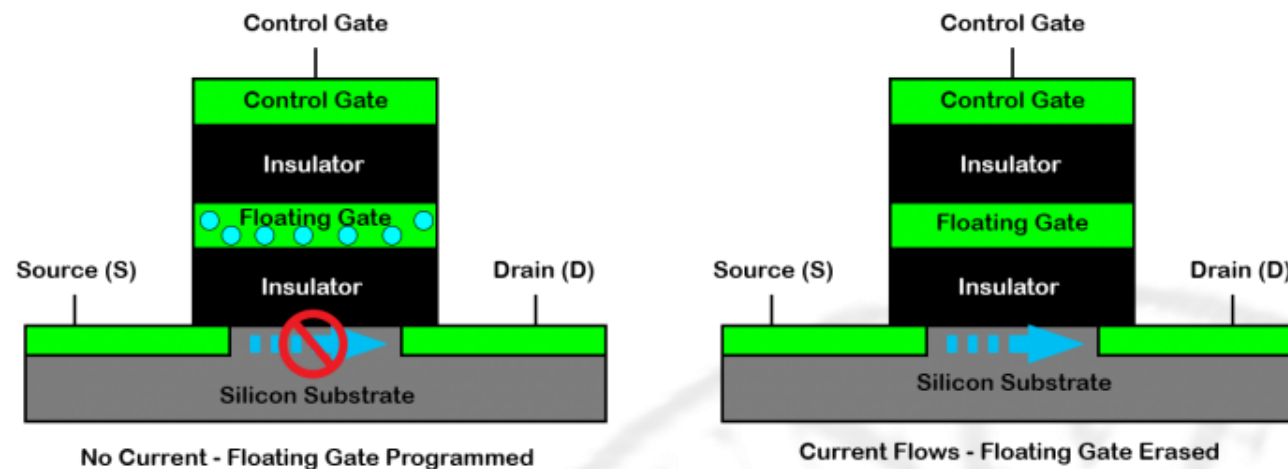 Control Gate
Control Gate
Insulator
Floating Gate
Insulator
Source (S)
Drain (D)
Silicon Substrate
No Current - Floating Gate Programmed
Control Gate
Control Gate
Insulator
Floating Gate
Insulator
Source (S)
Drain (D)
Silicon Substrate
Current Flows - Floating Gate Erased